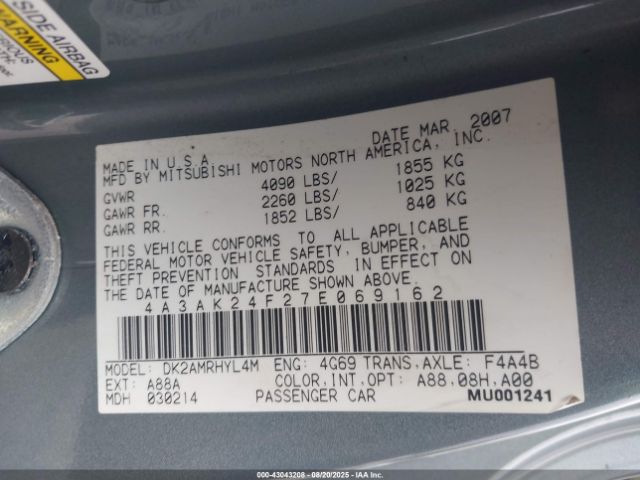 SIDE AIRBAG
WARNING
MADE IN U.S.A. DATE MAR. 2007
MFD BY MITSUBISHI MOTORS NORTH AMERICA, INC.
GVWR 4090 LBS/ 1855 KG
GAWR FR. 2260 LBS/ 1025 KG
GAWR RR. 1852 LBS/ 840 KG
THIS VEHICLE CONFORMS TO ALL APPLICABLE
FEDERAL MOTOR VEHICLE SAFETY, BUMPER, AND
THEFT PREVENTION STANDARDS IN EFFECT ON
THE DATE OF MANUFACTURE SHOWN ABOVE.
4A3AK24F27E069162
MODEL: DK2AMRHYL4M ENG: 4G69 TRANS.AXLE: F4A4B
EXT: A88A COLOR.INT.OPT: A88.08H.A00
MDH 030214 PASSENGER CAR MU001241
000-43043208 - 08/20/2025 - IAAI, Inc.